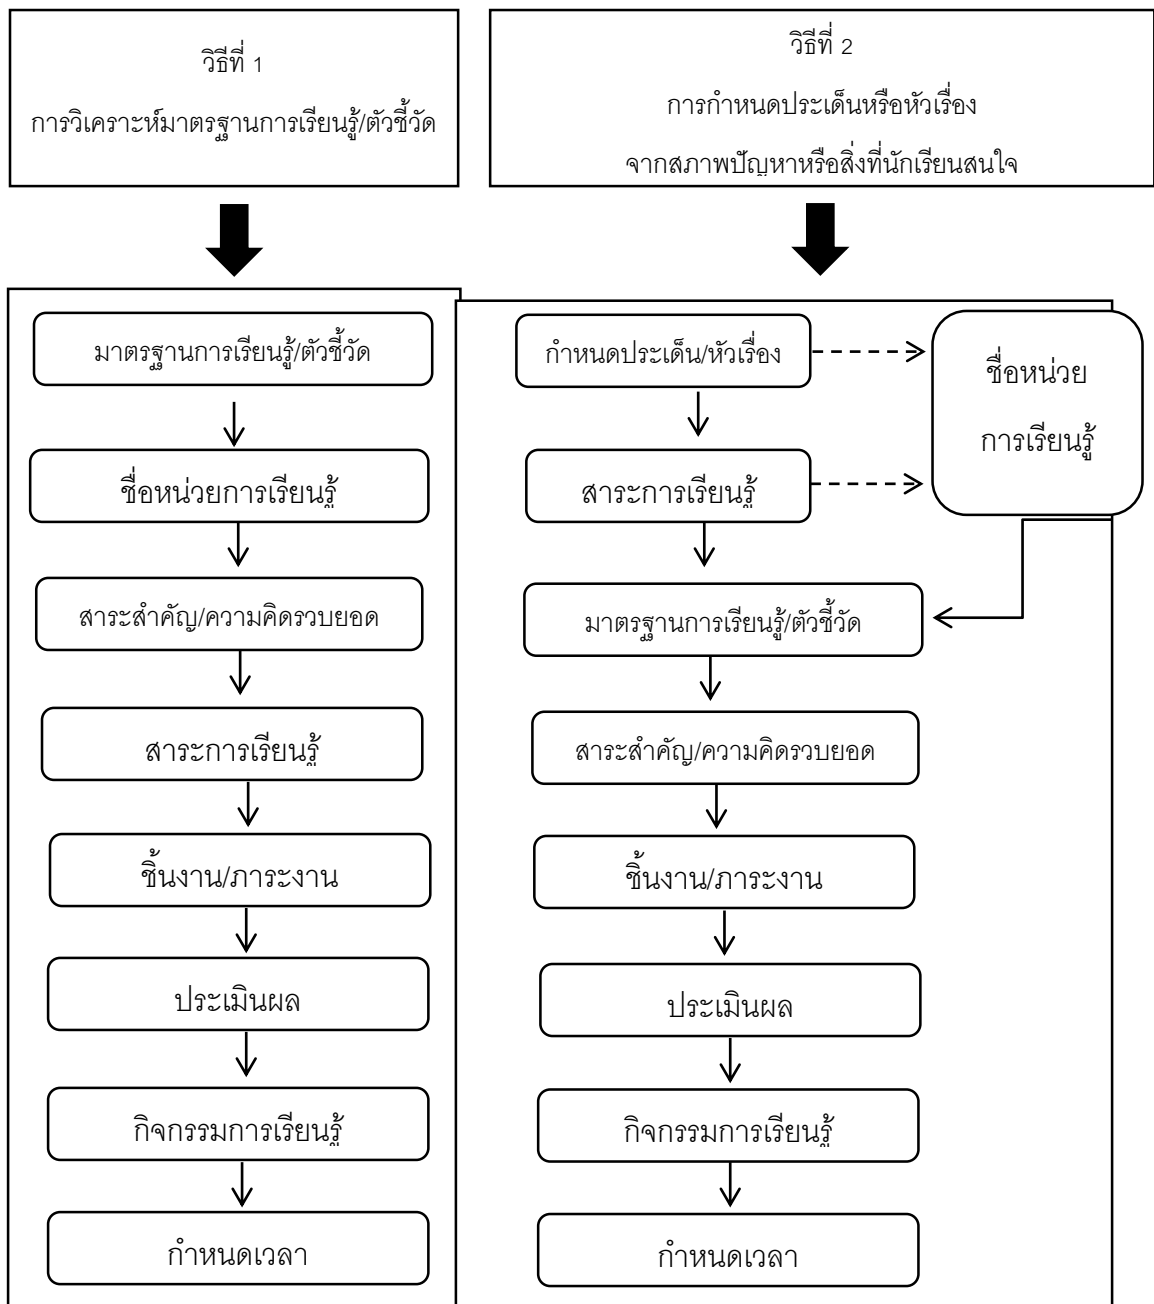 วิธีที่ 1
การวิเคราะห์มาตรฐานการเรียนรู้/ตัวชี้วัด
วิธีที่ 2
การกำหนดประเด็นหรือหัวเรื่อง
จากสภาพปัญหาหรือสิ่งที่นักเรียนสนใจ
มาตรฐานการเรียนรู้/ตัวชี้วัด
ชื่อหน่วยการเรียนรู้
สาระสำคัญ/ความคิดรวบยอด
สาระการเรียนรู้
ชิ้นงาน/ภาระงาน
ประเมินผล
กิจกรรมการเรียนรู้
กำหนดเวลา
กำหนดประเด็น/หัวเรื่อง
ชื่อหน่วย
การเรียนรู้
สาระการเรียนรู้
มาตรฐานการเรียนรู้/ตัวชี้วัด
สาระสำคัญ/ความคิดรวบยอด
ชิ้นงาน/ภาระงาน
ประเมินผล
กิจกรรมการเรียนรู้
กำหนดเวลา